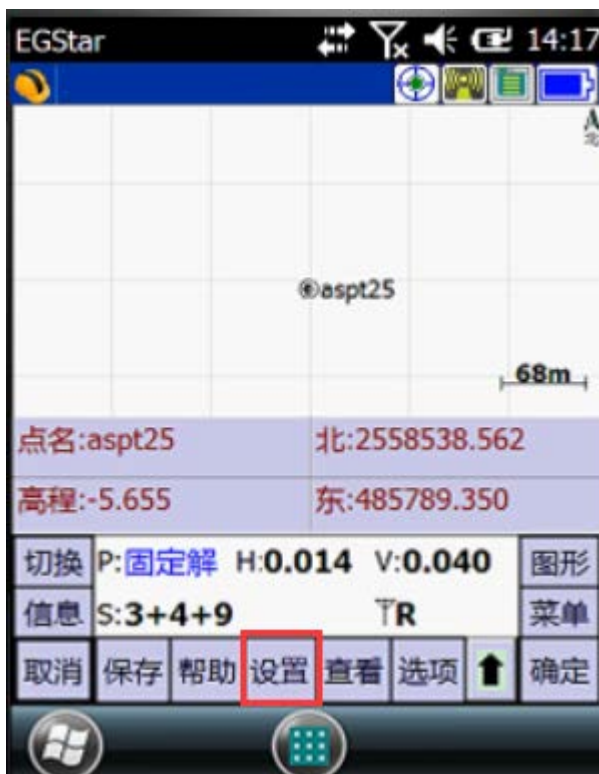 EGStar 14:17
北
aspt25
68m
点名:aspt25 北:2558538.562
高程:-5.655 东:485789.350
切换 P:固定解 H:0.014 V:0.040 图形
信息 S:3+4+9 R 菜单
取消 保存 帮助 设置 查看 选项 确定